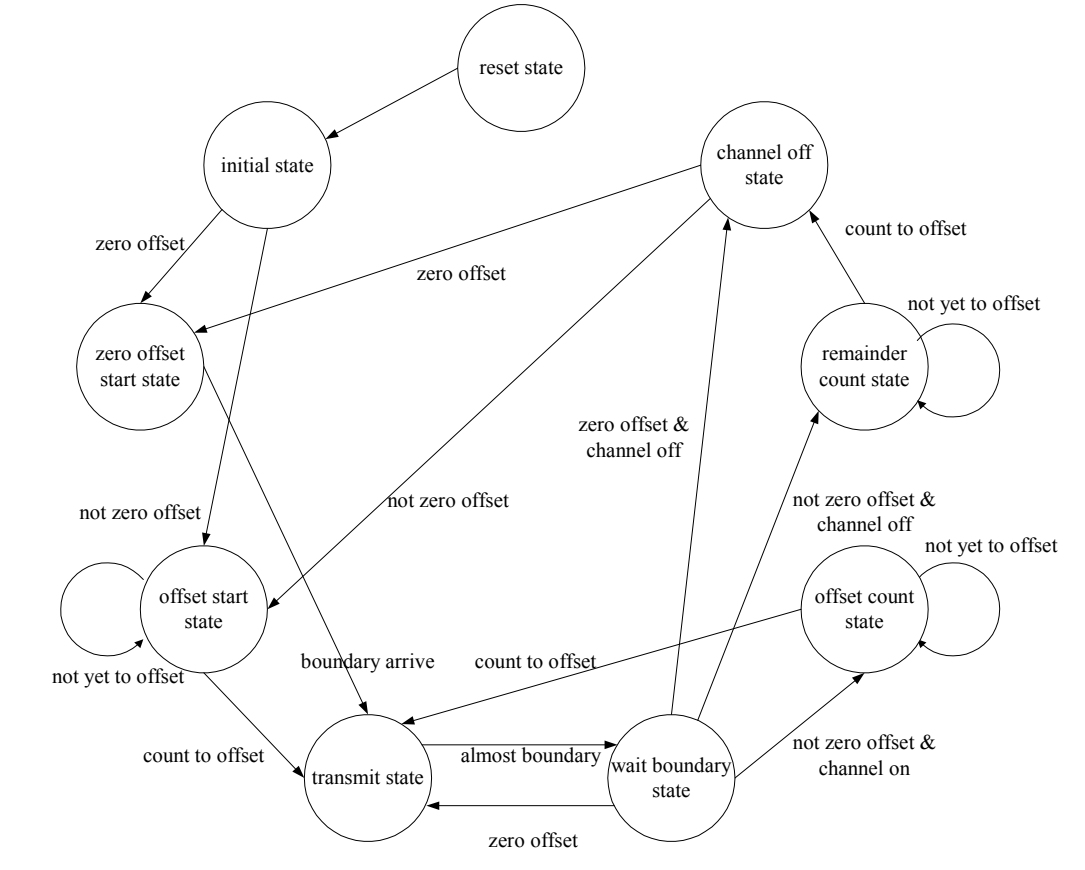 reset state
initial state
channel off
state
zero offset
count to offset
zero offset
not yet to offset
zero offset
start state
remainder
count state
zero offset &
channel off
not zero offset
not zero offset &
channel off
not zero offset
not yet to offset
offset start
state
offset count
state
boundary arrive
count to offset
not yet to offset
count to offset
almost boundary
not zero offset &
channel on
transmit state
wait boundary
state
zero offset